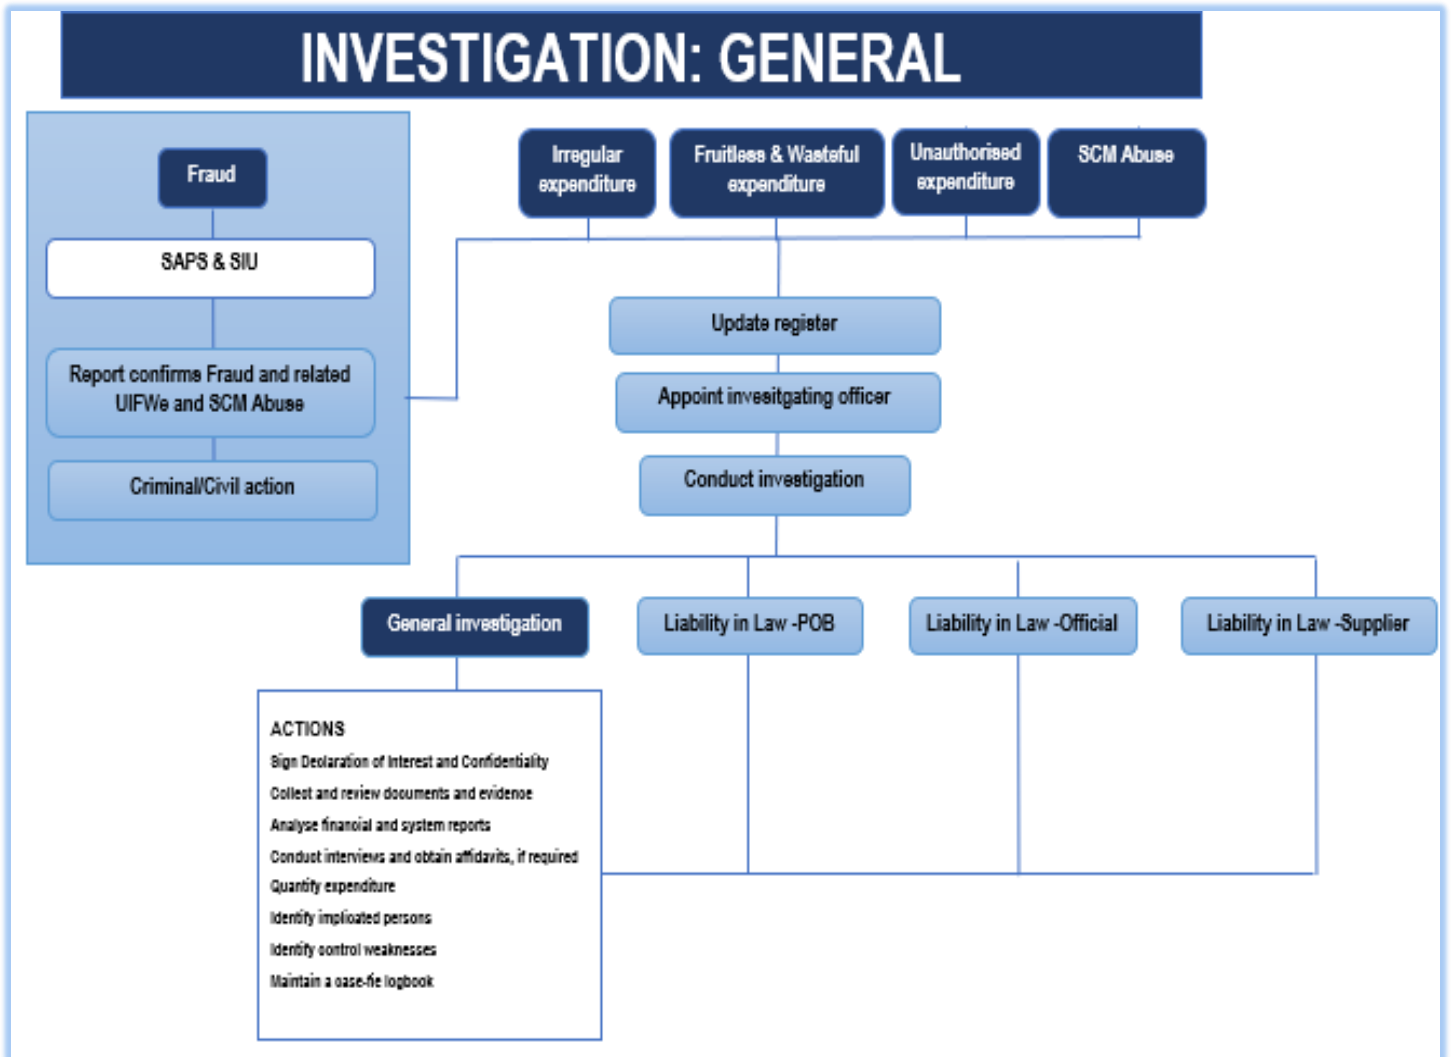 INVESTIGATION: GENERAL
Fraud
SAPS & SIU
Report confirms Fraud and related
UIFWe and SCM Abuse
Criminal/Civil action
Irregular
expenditure
Fruitless & Wasteful
expenditure
Unauthorised
expenditure
SCM Abuse
Update register
Appoint invesitgating officer
Conduct investigation
General investigation
Liability in Law -POB
Liability in Law -Official
Liability in Law -Supplier
ACTIONS
Sign Declaration of Interest and Confidentiality
Collect and review documents and evidence
Analyse financial and system reports
Conduct interviews and obtain affidavits, if required
Quantify expenditure
Identify implicated persons
Identify control weaknesses
Maintain a case-fie logbook